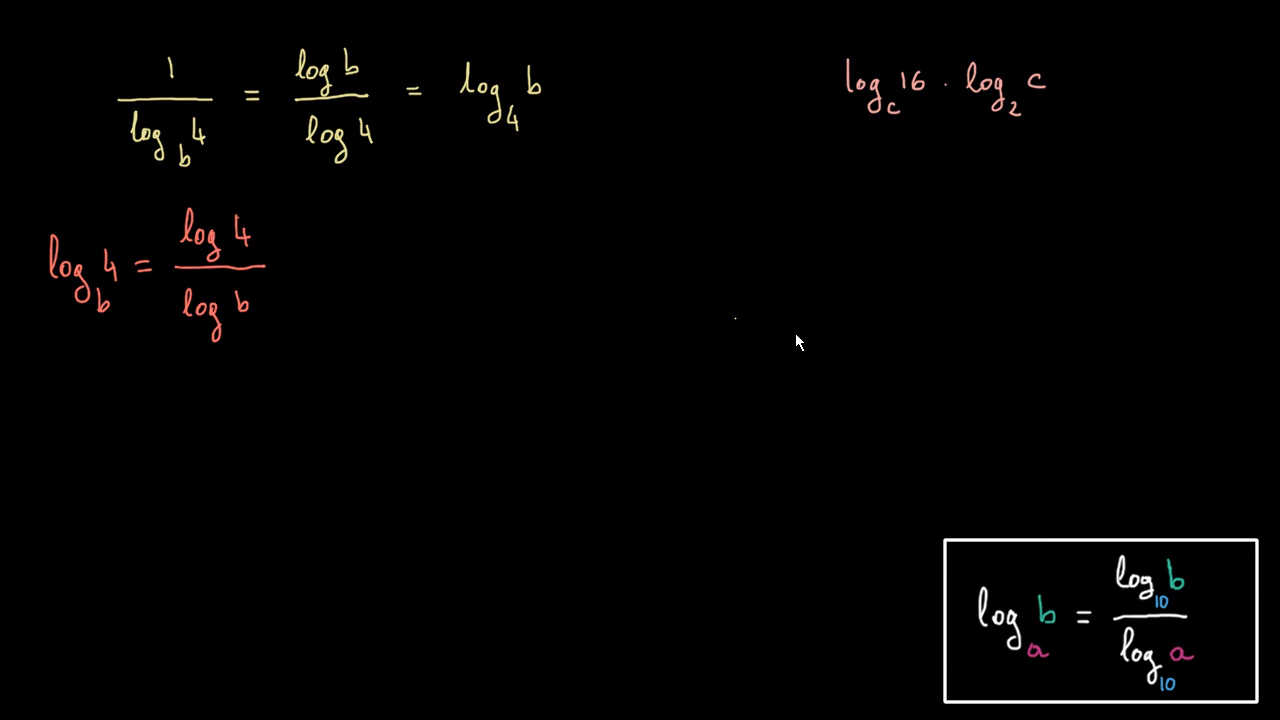 1 / log_b 4 = log b / log 4 = log_4 b
log_c 16 · log_2 c
log_b 4 = log 4 / log b
log_a b = log_10 b / log_10 a